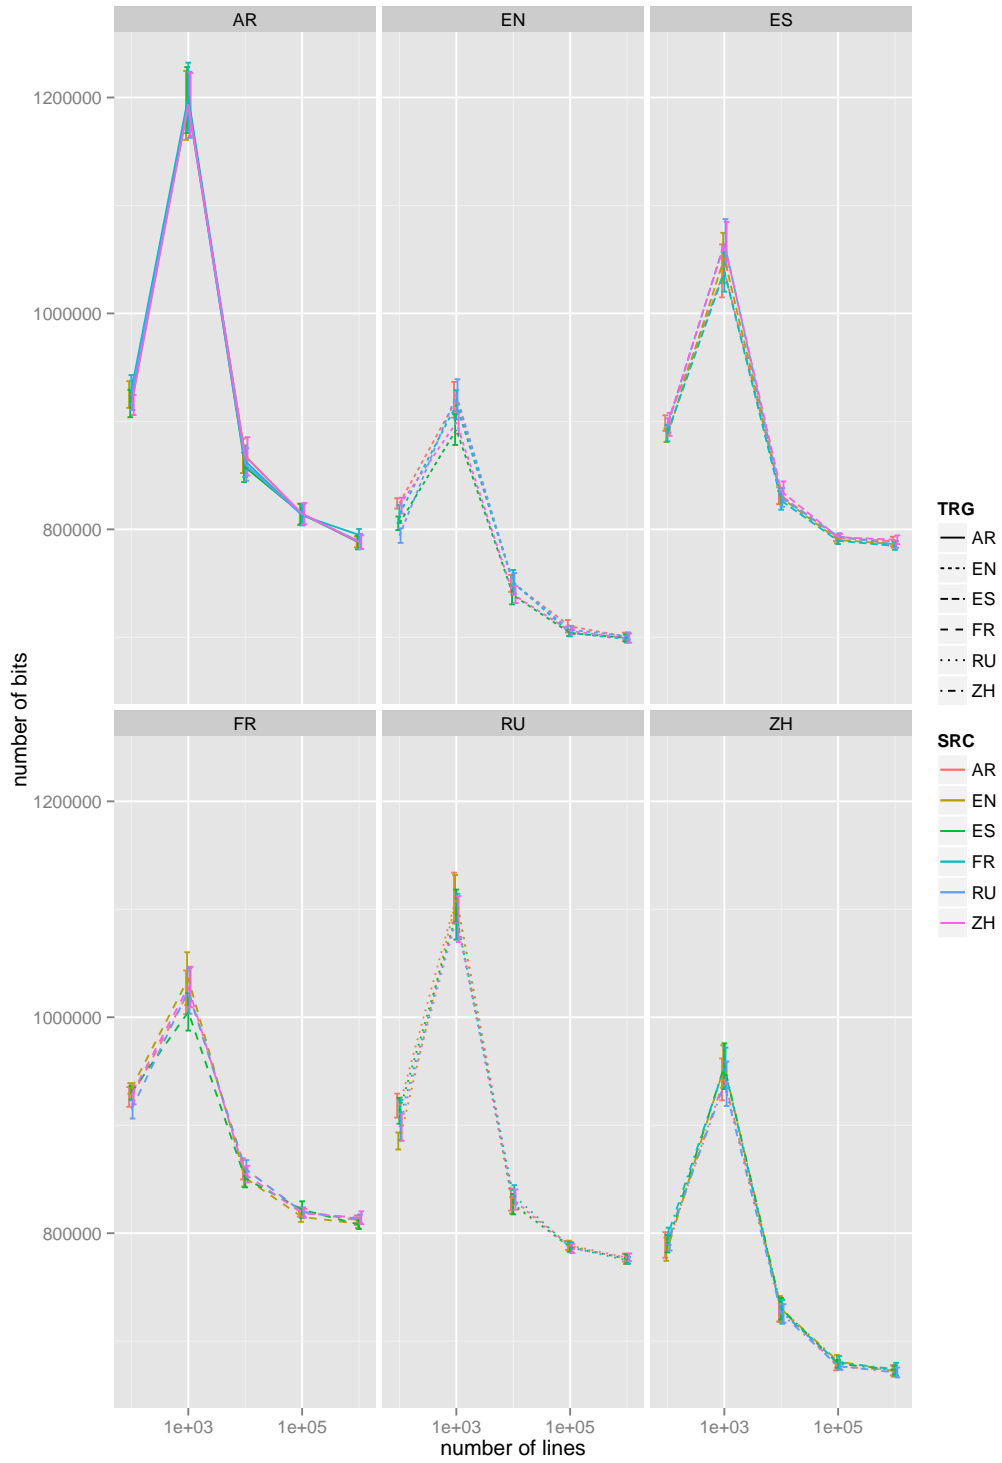 AR EN ES
1200000
1000000
800000
FR RU ZH
1200000
1000000
800000
1e+03 1e+05 1e+03 1e+05 1e+03 1e+05
number of lines
number of bits
TRG
AR
EN
ES
FR
RU
ZH
SRC
AR
EN
ES
FR
RU
ZH